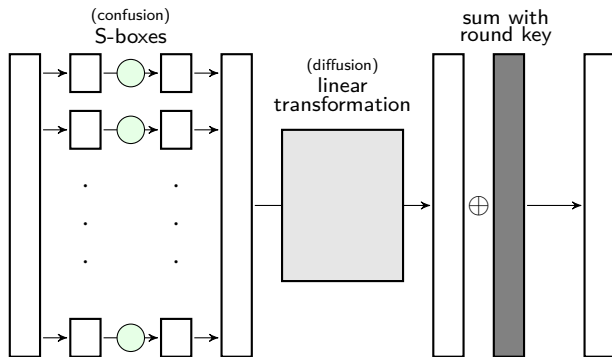 (confusion)
S-boxes
(diffusion)
linear
transformation
sum with
round key